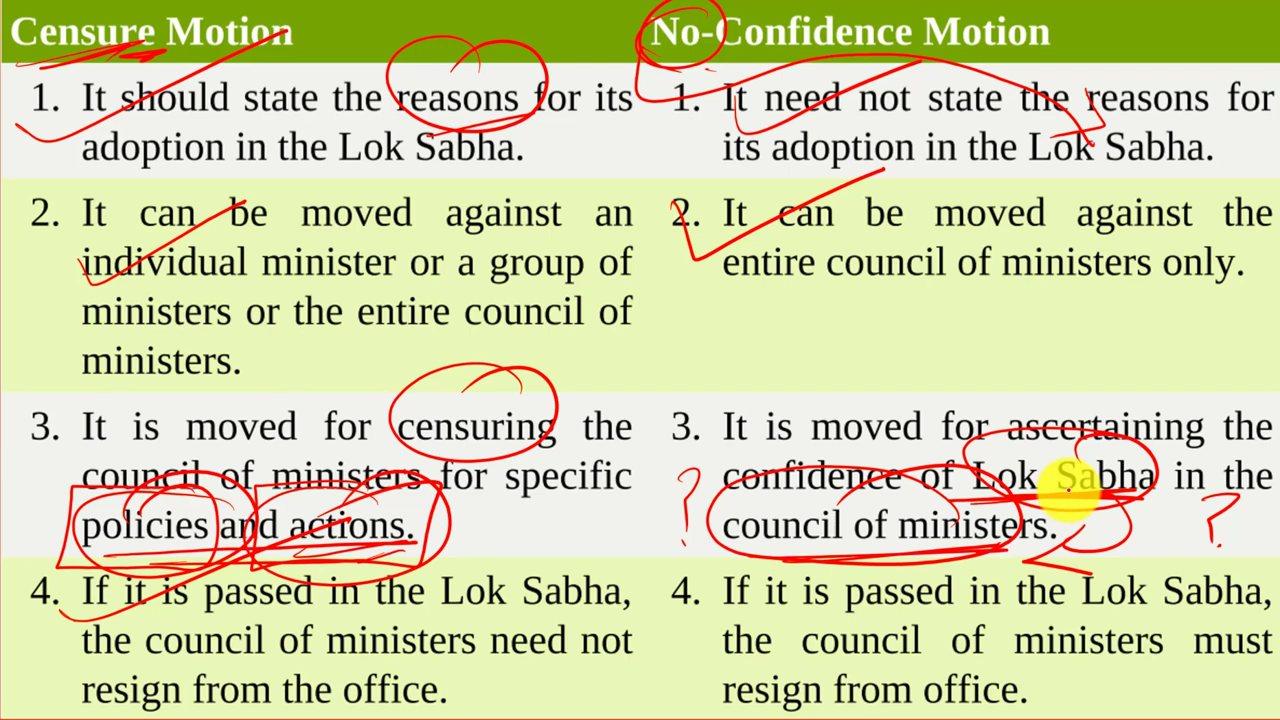 Censure Motion
1. It should state the reasons for its
adoption in the Lok Sabha.
2. It can be moved against an
individual minister or a group of
ministers or the entire council of
ministers.
3. It is moved for censuring the
council of ministers for specific
policies and actions.
4. If it is passed in the Lok Sabha,
the council of ministers need not
resign from the office.
No-Confidence Motion
1. It need not state the reasons for
its adoption in the Lok Sabha.
2. It can be moved against the
entire council of ministers only.
3. It is moved for ascertaining the
confidence of Lok Sabha in the
council of ministers.
? ?
4. If it is passed in the Lok Sabha,
the council of ministers must
resign from office.